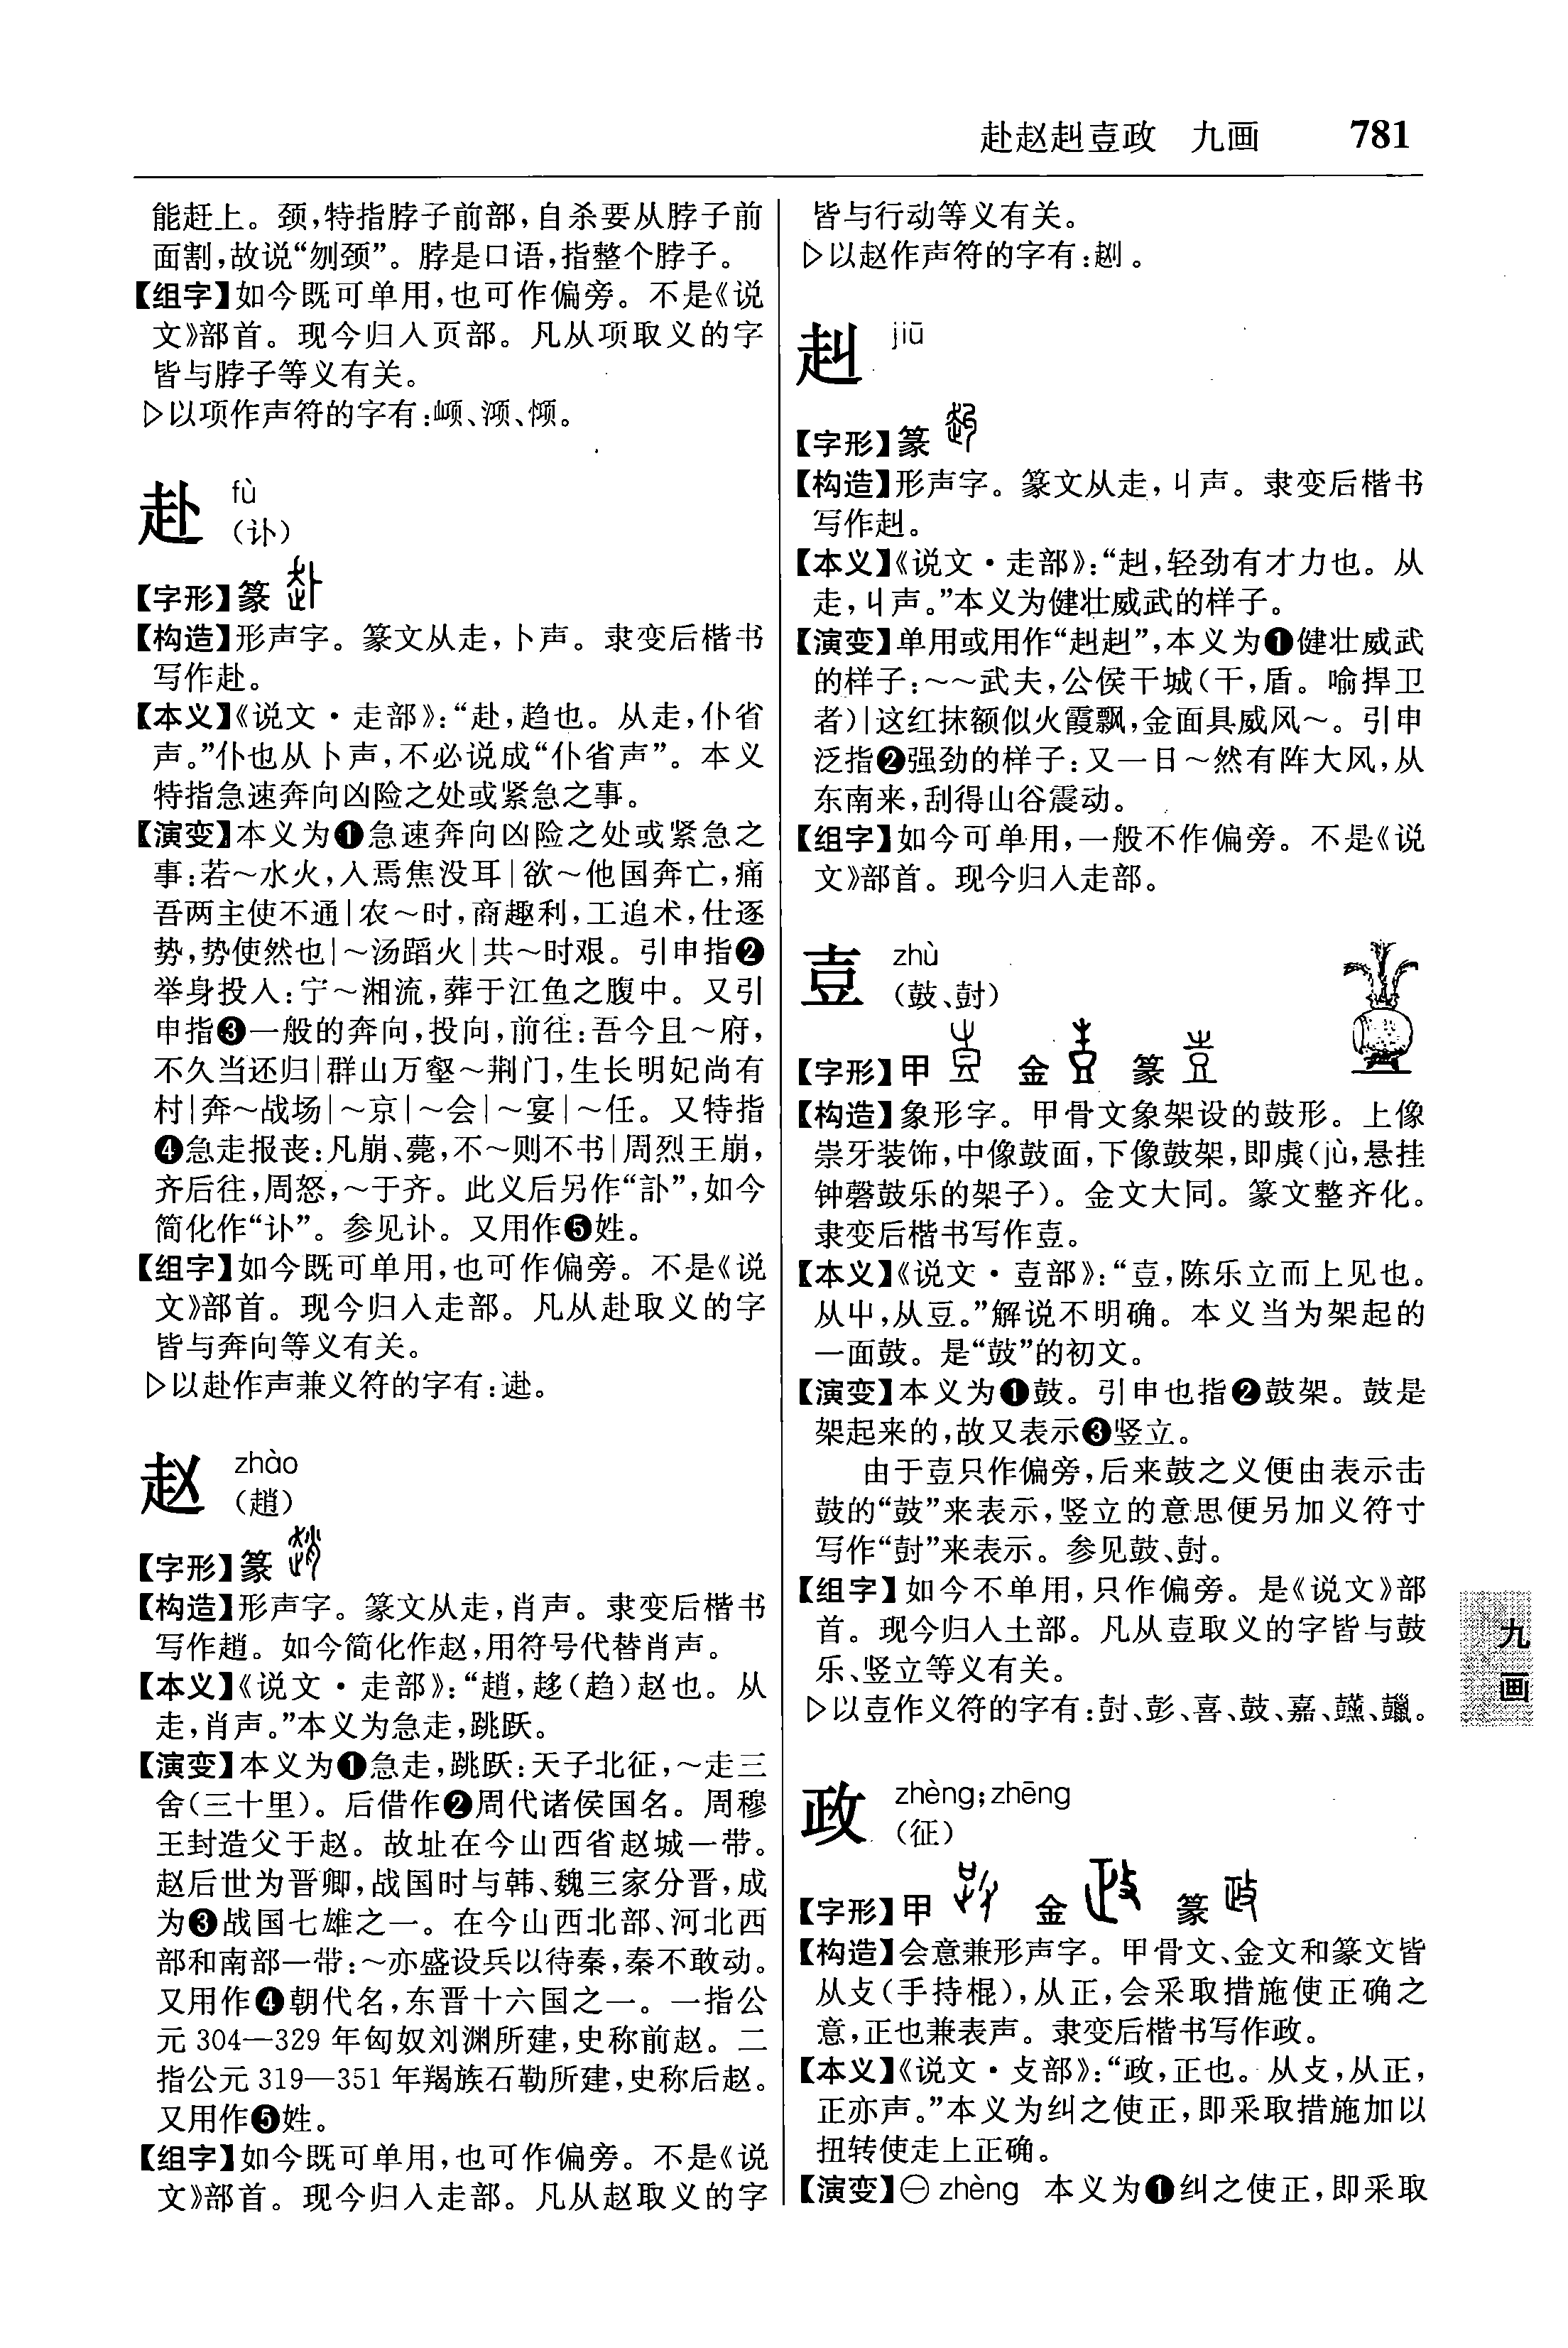 赴赵赳壴政　九画　781
能赶上。颈,特指脖子前部,自杀要从脖子前
面割,故说“刎颈”。脖是口语,指整个脖子。
【组字】如今既可单用,也可作偏旁。不是《说
文》部首。现今归入页部。凡从项取义的字
皆与脖子等义有关。
▷以项作声符的字有:
赴 fù
(讣)
【字形】篆
【构造】形声字。篆文从走,卜声。隶变后楷书
写作赴。
【本义】《说文·走部》:“赴,趋也。从走,仆省
声。”仆也从卜声,不必说成“仆省声”。本义
特指急速奔向凶险之处或紧急之事。
【演变】本义为❶急速奔向凶险之处或紧急之
事:若～水火,入焉焦没耳|欲～他国奔亡,痛
吾两主使不通|农～时,商趣利,工追术,仕逐
势,势使然也|～汤蹈火|共～时艰。引申指❷
举身投入:宁～湘流,葬于江鱼之腹中。又引
申指❸一般的奔向,投向,前往:吾今且～府,
不久当还归|群山万壑～荆门,生长明妃尚有
村|奔～战场|～京|～会|～宴|～任。又特指
❹急走报丧:凡崩、薨,不～则不书|周烈王崩,
齐后往,周怒,～于齐。此义后另作“訃”,如今
简化作“讣”。参见讣。又用作❺姓。
【组字】如今既可单用,也可作偏旁。不是《说
文》部首。现今归入走部。凡从赴取义的字
皆与奔向等义有关。
▷以赴作声兼义符的字有:
赵 zhào
(趙)
【字形】篆
【构造】形声字。篆文从走,肖声。隶变后楷书
写作趙。如今简化作赵,用符号代替肖声。
【本义】《说文·走部》:“趙,趍(趋)赵也。从
走,肖声。”本义为急走,跳跃。
【演变】本义为❶急走,跳跃:天子北征,～走三
舍(三十里)。后借作❷周代诸侯国名。周穆
王封造父于赵。故址在今山西省赵城一带。
赵后世为晋卿,战国时与韩、魏三家分晋,成
为❸战国七雄之一。在今山西北部、河北西
部和南部一带:～亦盛设兵以待秦,秦不敢动。
又用作❹朝代名,东晋十六国之一。一指公
元 304—329 年匈奴刘渊所建,史称前赵。二
指公元 319—351 年羯族石勒所建,史称后赵。
又用作❺姓。
【组字】如今既可单用,也可作偏旁。不是《说
文》部首。现今归入走部。凡从赵取义的字
皆与行动等义有关。
▷以赵作声符的字有:
赳 jiū
【字形】篆
【构造】形声字。篆文从走,丩声。隶变后楷书
写作赳。
【本义】《说文·走部》:“赳,轻劲有才力也。从
走,丩声。”本义为健壮威武的样子。
【演变】单用或用作“赳赳”,本义为❶健壮威武
的样子:～～武夫,公侯干城(干,盾。喻捍卫
者)|这红抹额似火霞飘,金面具威风～。引申
泛指❷强劲的样子:又一日～然有阵大风,从
东南来,刮得山谷震动。
【组字】如今可单用,一般不作偏旁。不是《说
文》部首。现今归入走部。
壴 zhù
(鼓、尌)
【字形】甲　金　篆
【构造】象形字。甲骨文象架设的鼓形。上像
崇牙装饰,中像鼓面,下像鼓架,即虡(jù,悬挂
钟磬鼓乐的架子)。金文大同。篆文整齐化。
隶变后楷书写作壴。
【本义】《说文·壴部》:“壴,陈乐立而上见也。
从屮,从豆。”解说不明确。本义当为架起的
一面鼓。是“鼓”的初文。
【演变】本义为❶鼓。引申也指❷鼓架。鼓是
架起来的,故又表示❸竖立。
由于壴只作偏旁,后来鼓之义便由表示击
鼓的“鼓”来表示,竖立的意思便另加义符寸
写作“尌”来表示。参见鼓、尌。
【组字】如今不单用,只作偏旁。是《说文》部
首。现今归入土部。凡从壴取义的字皆与鼓
乐、竖立等义有关。
▷以壴作义符的字有:尌、彭、喜、鼓、嘉、
政 zhèng;zhēng
(征)
【字形】甲　金　篆
【构造】会意兼形声字。甲骨文、金文和篆文皆
从攴(手持棍),从正,会采取措施使正确之
意,正也兼表声。隶变后楷书写作政。
【本义】《说文·攴部》:“政,正也。从攴,从正,
正亦声。”本义为纠之使正,即采取措施加以
扭转使走上正确。
【演变】㊀ zhèng　本义为❶纠之使正,即采取
九
画